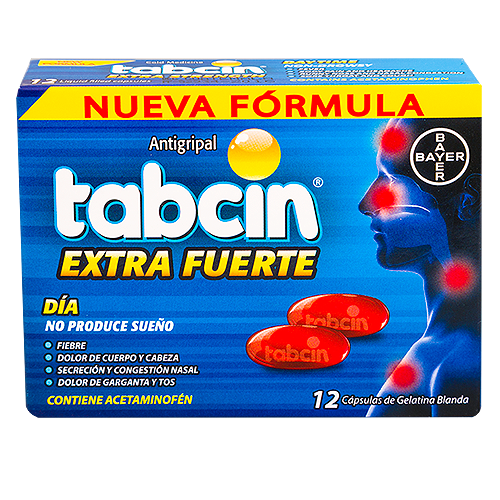 Cold Medicine
tabcin
EXTRA STRENGTH
12 Liquid filled capsules
DAYTIME
CONTAINS ACETAMINOPHEN
NUEVA FÓRMULA
Antigripal
tabcin®
EXTRA FUERTE
BAYER
BAYER
DÍA
NO PRODUCE SUEÑO
FIEBRE
DOLOR DE CUERPO Y CABEZA
SECRECIÓN Y CONGESTIÓN NASAL
DOLOR DE GARGANTA Y TOS
CONTIENE ACETAMINOFÉN
tabcin
tabcin
12 Cápsulas de Gelatina Blanda